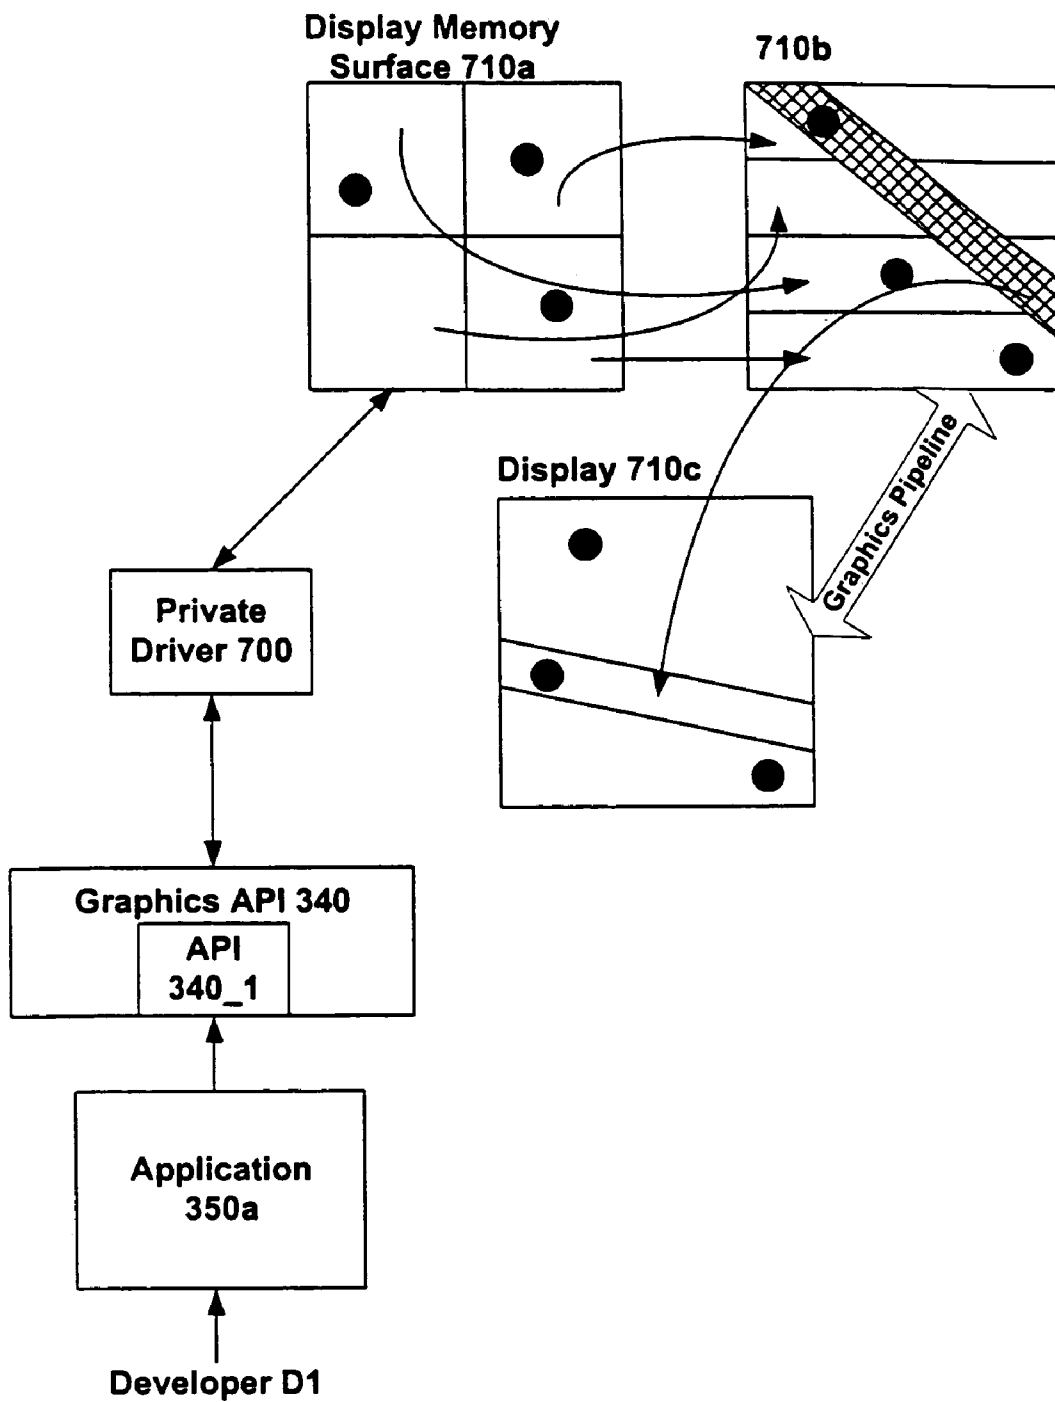 Display Memory
Surface 710a
710b
Display 710c
Graphics Pipeline
Private
Driver 700
Graphics API 340
API
340_1
Application
350a
Developer D1